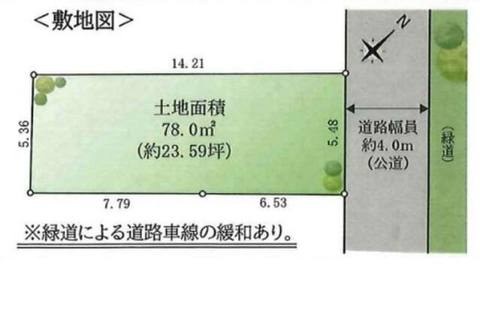 ＜敷地図＞
N
14.21
5.36
土地面積
78.0㎡
(約23.59坪)
5.48
道路幅員
約4.0m
(公道)
(緑道)
7.79
6.53
※緑道による道路車線の緩和あり。